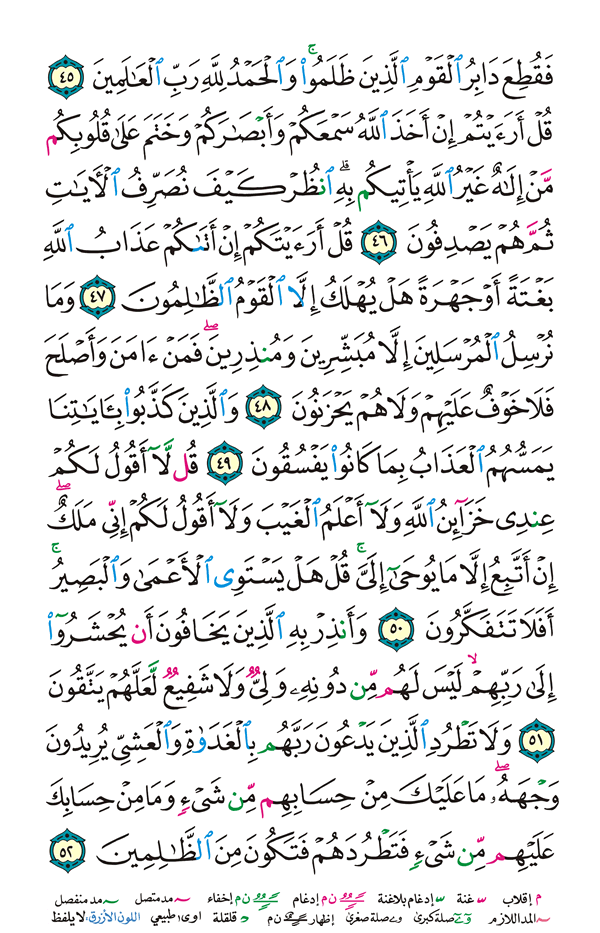 فَقُطِعَ دَابِرُ ٱلْقَوْمِ ٱلَّذِينَ ظَلَمُوا۟ ۚ وَٱلْحَمْدُ لِلَّهِ رَبِّ ٱلْعَـٰلَمِينَ ٤٥
قُلْ أَرَءَيْتُمْ إِنْ أَخَذَ ٱللَّهُ سَمْعَكُمْ وَأَبْصَـٰرَكُمْ وَخَتَمَ عَلَىٰ قُلُوبِكُم
مَّنْ إِلَـٰهٌ غَيْرُ ٱللَّهِ يَأْتِيكُم بِهِ ۗ ٱنظُرْ كَيْفَ نُصَرِّفُ ٱلْـَٔايَـٰتِ
ثُمَّ هُمْ يَصْدِفُونَ ٤٦ قُلْ أَرَءَيْتَكُمْ إِنْ أَتَىٰكُمْ عَذَابُ ٱللَّهِ
بَغْتَةً أَوْ جَهْرَةً هَلْ يُهْلَكُ إِلَّا ٱلْقَوْمُ ٱلظَّـٰلِمُونَ ٤٧ وَمَا
نُرْسِلُ ٱلْمُرْسَلِينَ إِلَّا مُبَشِّرِينَ وَمُنذِرِينَ ۖ فَمَنْ ءَامَنَ وَأَصْلَحَ
فَلَا خَوْفٌ عَلَيْهِمْ وَلَا هُمْ يَحْزَنُونَ ٤٨ وَٱلَّذِينَ كَذَّبُوا۟ بِـَٔايَـٰتِنَا
يَمَسُّهُمُ ٱلْعَذَابُ بِمَا كَانُوا۟ يَفْسُقُونَ ٤٩ قُل لَّآ أَقُولُ لَكُمْ
عِندِى خَزَآئِنُ ٱللَّهِ وَلَآ أَعْلَمُ ٱلْغَيْبَ وَلَآ أَقُولُ لَكُمْ إِنِّى مَلَكٌ ۖ
إِنْ أَتَّبِعُ إِلَّا مَا يُوحَىٰٓ إِلَىَّ ۚ قُلْ هَلْ يَسْتَوِى ٱلْأَعْمَىٰ وَٱلْبَصِيرُ ۚ
أَفَلَا تَتَفَكَّرُونَ ٥٠ وَأَنذِرْ بِهِ ٱلَّذِينَ يَخَافُونَ أَن يُحْشَرُوٓا۟
إِلَىٰ رَبِّهِمْ ۙ لَيْسَ لَهُم مِّن دُونِهِۦ وَلِىٌّ وَلَا شَفِيعٌ لَّعَلَّهُمْ يَتَّقُونَ
٥١ وَلَا تَطْرُدِ ٱلَّذِينَ يَدْعُونَ رَبَّهُم بِٱلْغَدَوٰةِ وَٱلْعَشِىِّ يُرِيدُونَ
وَجْهَهُۥ ۖ مَا عَلَيْكَ مِنْ حِسَابِهِم مِّن شَىْءٍ وَمَا مِنْ حِسَابِكَ
عَلَيْهِم مِّن شَىْءٍ فَتَطْرُدَهُمْ فَتَكُونَ مِنَ ٱلظَّـٰلِمِينَ ٥٢
م إقلاب غنة إدغام بلاغنة ن م إدغام ن م إخفاء مد متصل مد منفصل
المد اللازم صلة كبرى صلة صغرى إظهار ن م قلقلة اوى طبيعي اللون الأزرق: لا يلفظ